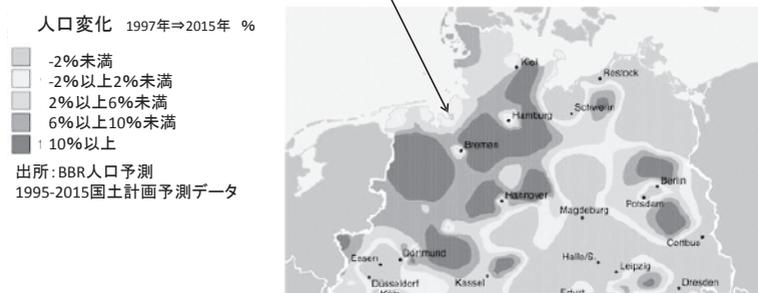 人口変化 1997年⇒2015年 %
-2%未満
-2%以上2%未満
2%以上6%未満
6%以上10%未満
10%以上
出所：BBR人口予測
1995-2015国土計画予測データ
Kiel
Rostock
Schwerin
Hamburg
Bremen
Hannover
Berlin
Potsdam
Magdeburg
Cottbus
Dortmund
Essen
Düsseldorf
Kassel
Halle/S.
Leipzig
Dresden
Erfurt